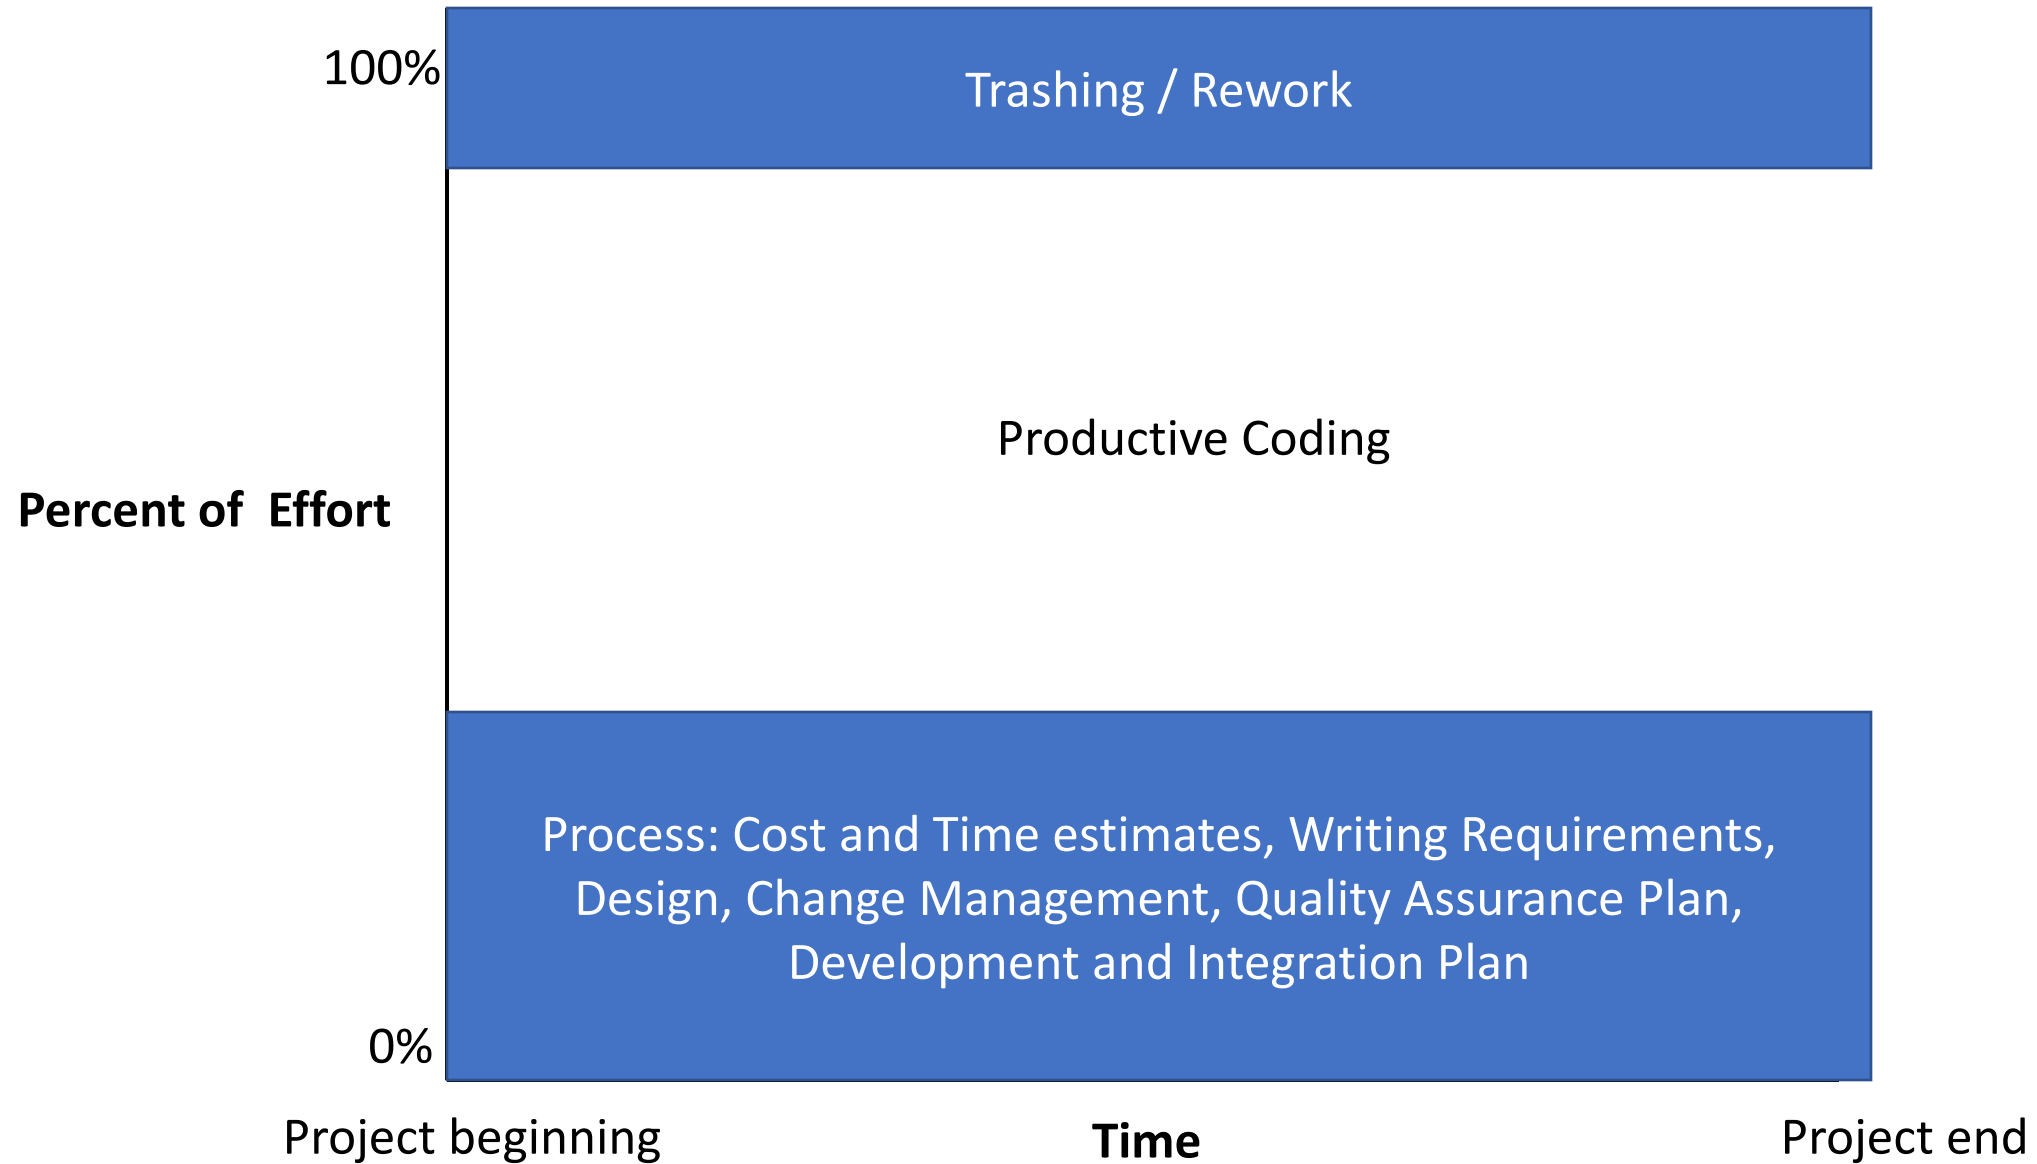 100%
Trashing / Rework
Productive Coding
Percent of  Effort
Process: Cost and Time estimates, Writing Requirements,
Design, Change Management, Quality Assurance Plan,
Development and Integration Plan
0%
Project beginning
Time
Project end